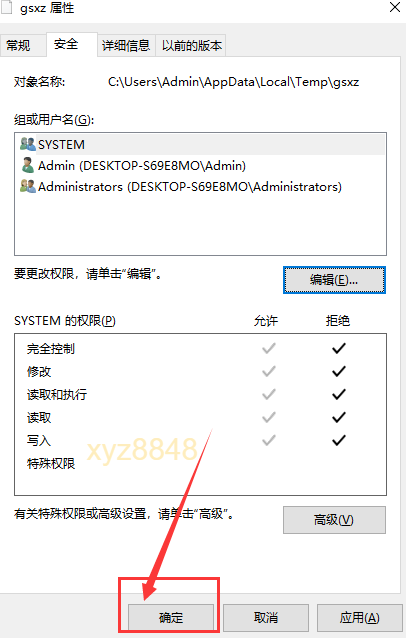 gsxz 属性
常规 安全 详细信息 以前的版本
对象名称: C:\Users\Admin\AppData\Local\Temp\gsxz
组或用户名(G):
SYSTEM
Admin (DESKTOP-S69E8MO\Admin)
Administrators (DESKTOP-S69E8MO\Administrators)
要更改权限，请单击"编辑"。
编辑(E)...
SYSTEM 的权限(P) 允许 拒绝
完全控制
修改
读取和执行
读取
写入
xyz8848
特殊权限
有关特殊权限或高级设置，请单击"高级"。
高级(V)
确定 取消 应用(A)